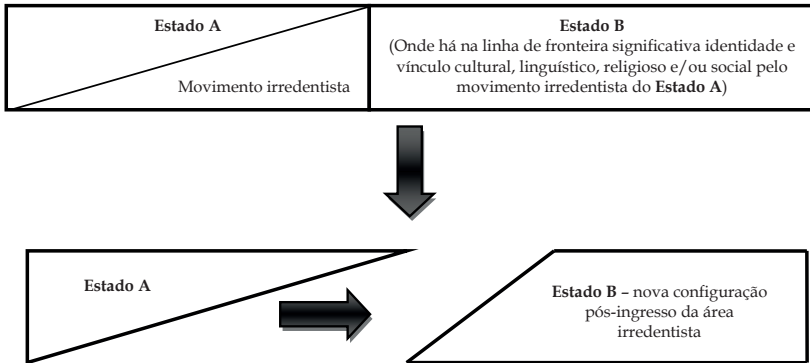 Estado A
Movimento irredentista
Estado B
(Onde há na linha de fronteira significativa identidade e
vínculo cultural, linguístico, religioso e/ou social pelo
movimento irredentista do Estado A)
Estado A
Estado B – nova configuração
pós-ingresso da área
irredentista